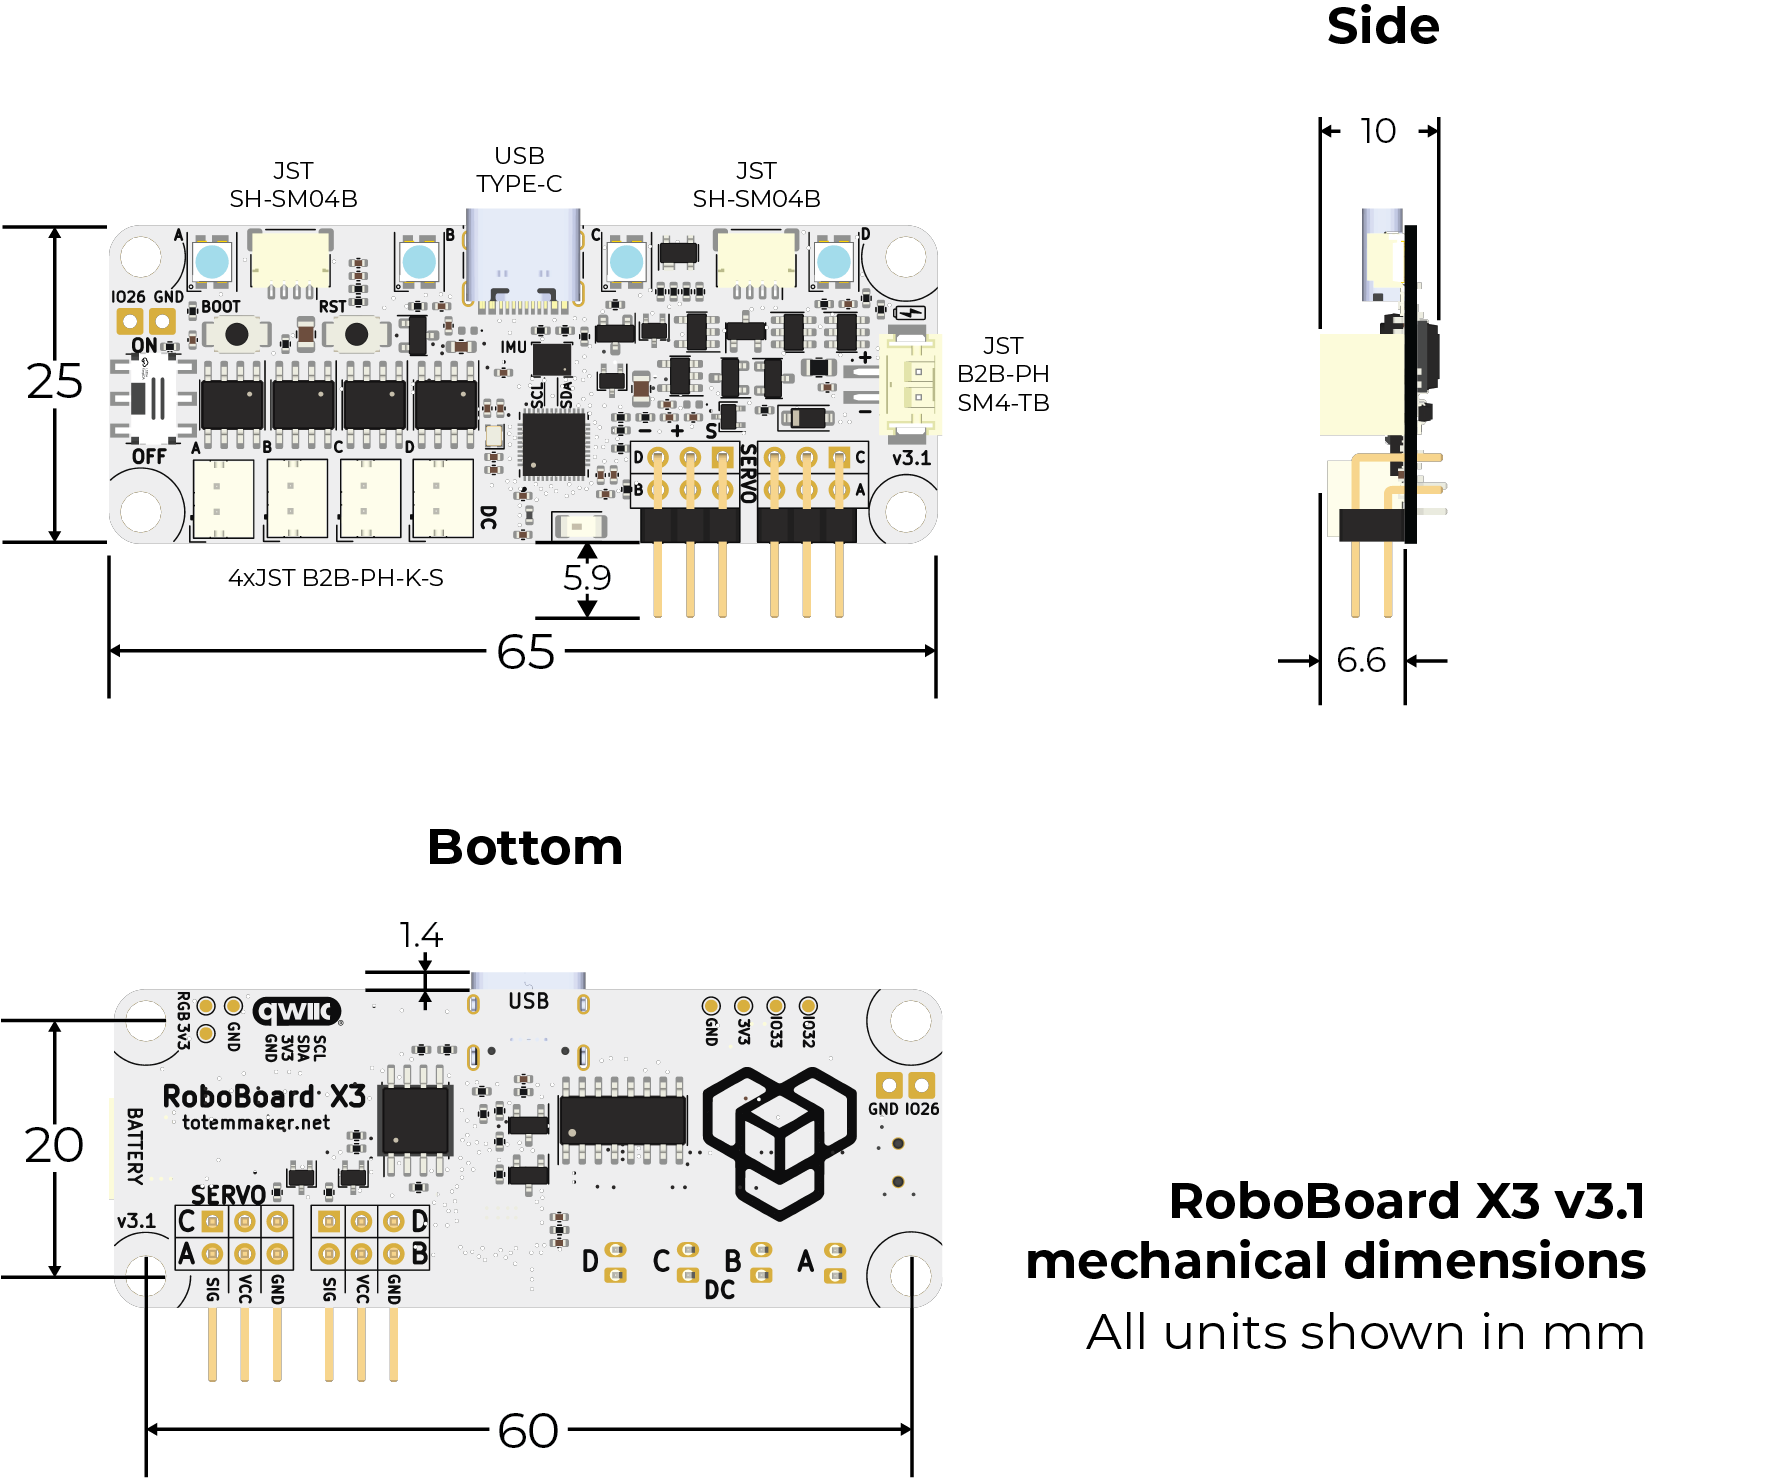 Side
10
JST
SH-SM04B
USB
TYPE-C
JST
SH-SM04B
A
B
C
D
IO26 GND
BOOT
RST
ON
IMU
SCL
SDA
+
-
JST
B2B-PH
SM4-TB
25
OFF
A
B
C
D
- + S
D
B
SERVO
C
A
v3.1
DC
4xJST B2B-PH-K-S
5.9
65
6.6
Bottom
1.4
USB
RGB
3V3
GND
qwiic
®
GND
3V3
SDA
SCL
GND
3V3
IO33
IO32
RoboBoard X3
totemmaker.net
BATTERY
GND IO26
20
SERVO
v3.1
C
A
D
B
SIG
VCC
GND
SIG
VCC
GND
D
C
B
A
DC
60
RoboBoard X3 v3.1
mechanical dimensions
All units shown in mm